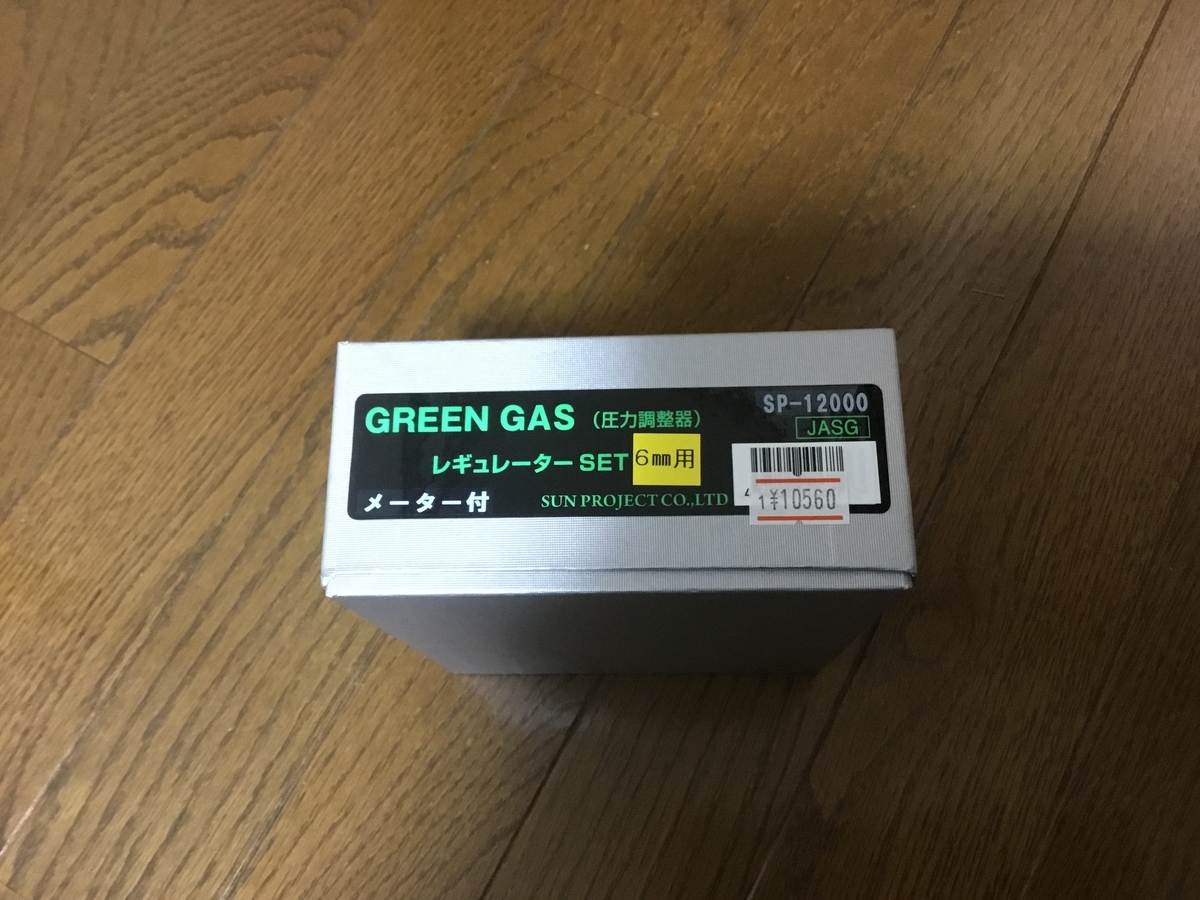 GREEN GAS（圧力調整器） SP-12000
JASG
レギュレーター SET 6㎜用
メーター付 SUN PROJECT CO.,LTD
1 ¥10560